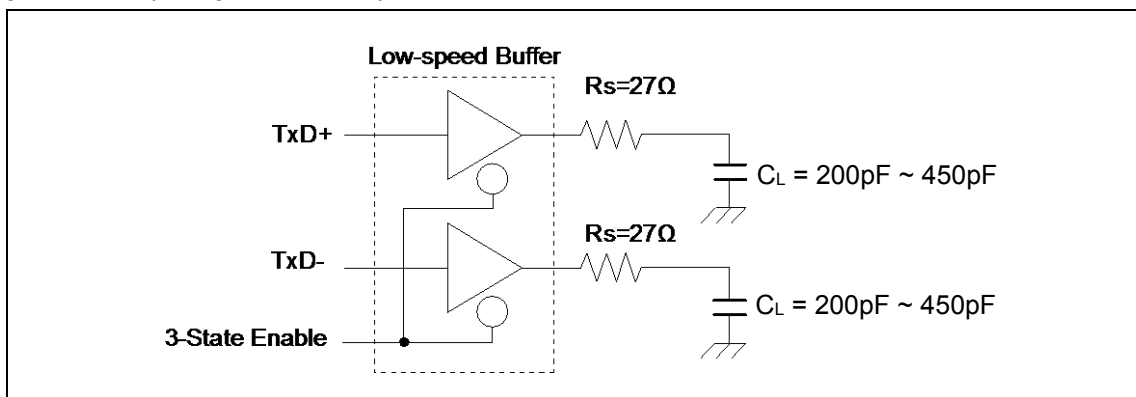 Low-speed Buffer
Rs=27Ω
TxD+
CL = 200pF ~ 450pF
Rs=27Ω
TxD-
CL = 200pF ~ 450pF
3-State Enable